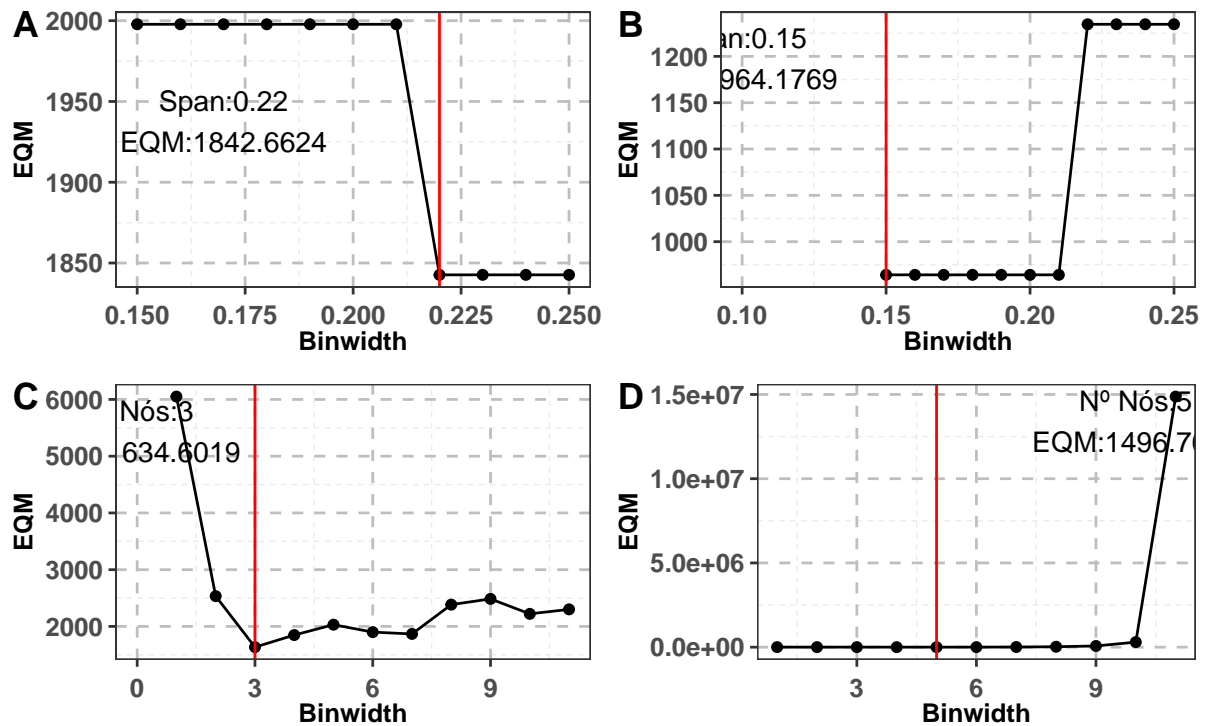 A
EQM
2000
1950
1900
1850
Span:0.22
EQM:1842.6624
0.150 0.175 0.200 0.225 0.250
Binwidth
B
EQM
1200
1250
1100
1050
1000
an:0.15
964.1769
0.10 0.15 0.20 0.25
Binwidth
C
EQM
6000
5000
4000
3000
2000
Nós:3
634.6019
0 3 6 9
Binwidth
D
EQM
1.5e+07
1.0e+07
5.0e+06
0.0e+00
Nº Nós:5
EQM:1496.70
3 6 9
Binwidth